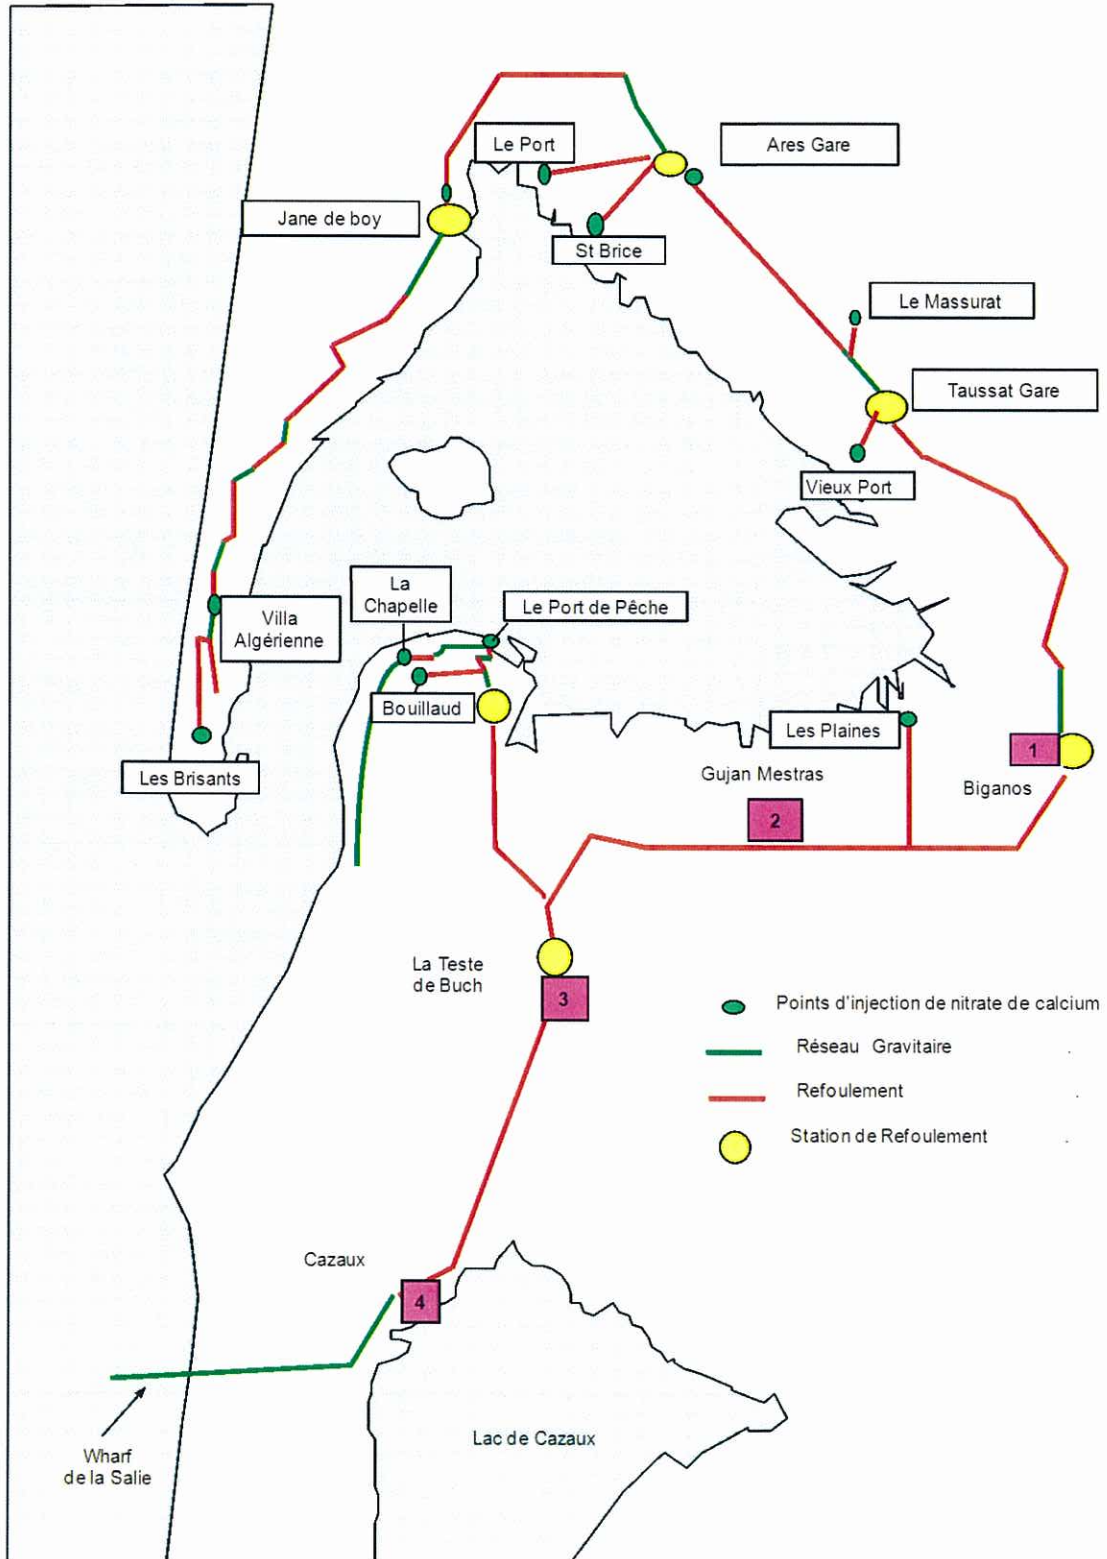 Le Port
Ares Gare
Jane de boy
St Brice
Le Massurat
Taussat Gare
Vieux Port
La
Chapelle
Le Port de Pêche
Villa
Algérienne
Bouillaud
Les Plaines
1
Les Brisants
Gujan Mestras
Biganos
2
La Teste
de Buch
3
Points d'injection de nitrate de calcium
Réseau Gravitaire
Refoulement
Station de Refoulement
Cazaux
4
Wharf
de la Salie
Lac de Cazaux